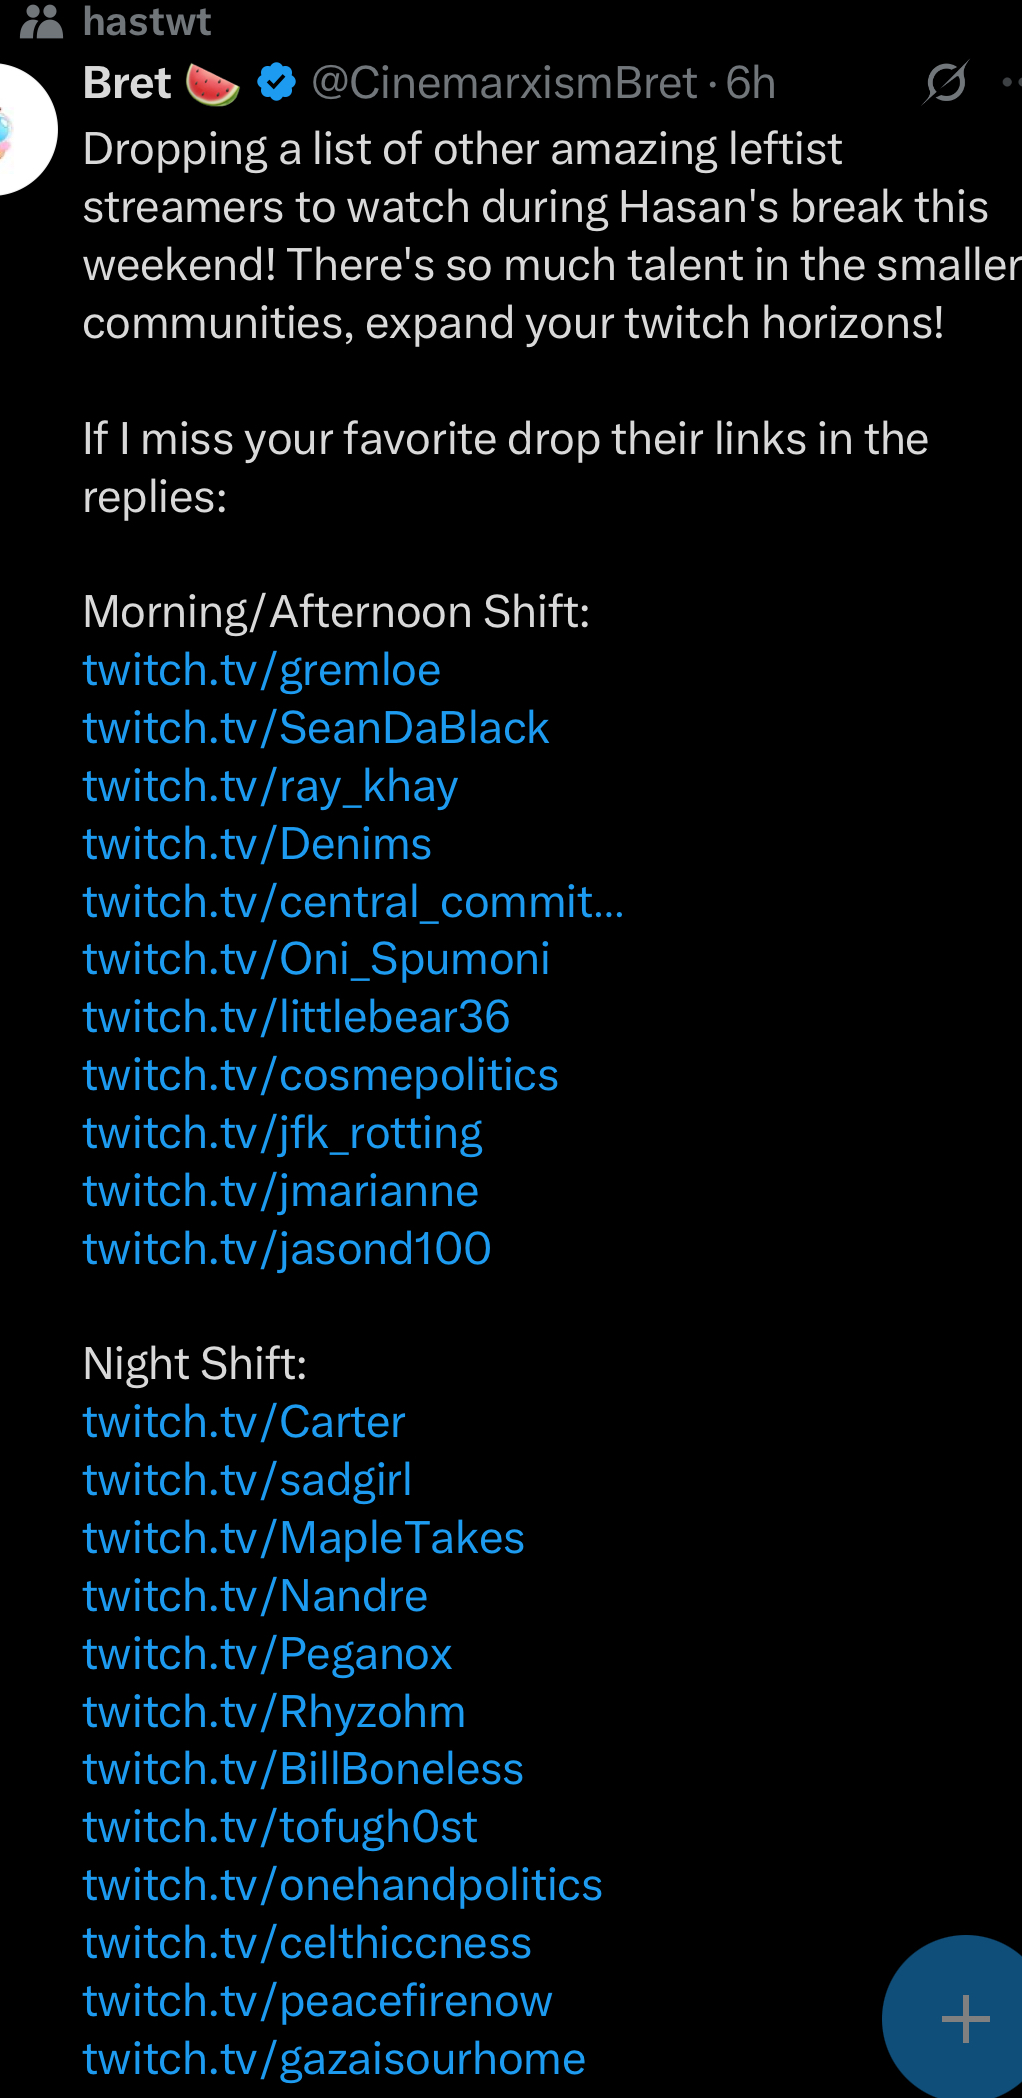 hastwt
Bret 🍉 @CinemarxismBret · 6h
Dropping a list of other amazing leftist
streamers to watch during Hasan's break this
weekend! There's so much talent in the smaller
communities, expand your twitch horizons!
If I miss your favorite drop their links in the
replies:
Morning/Afternoon Shift:
twitch.tv/gremloe
twitch.tv/SeanDaBlack
twitch.tv/ray_khay
twitch.tv/Denims
twitch.tv/central_commit...
twitch.tv/Oni_Spumoni
twitch.tv/littlebear36
twitch.tv/cosmepolitics
twitch.tv/jfk_rotting
twitch.tv/jmarianne
twitch.tv/jasond100
Night Shift:
twitch.tv/Carter
twitch.tv/sadgirl
twitch.tv/MapleTakes
twitch.tv/Nandre
twitch.tv/Peganox
twitch.tv/Rhyzohm
twitch.tv/BillBoneless
twitch.tv/tofugh0st
twitch.tv/onehandpolitics
twitch.tv/celthiccness
twitch.tv/peacefirenow
twitch.tv/gazaisourhome